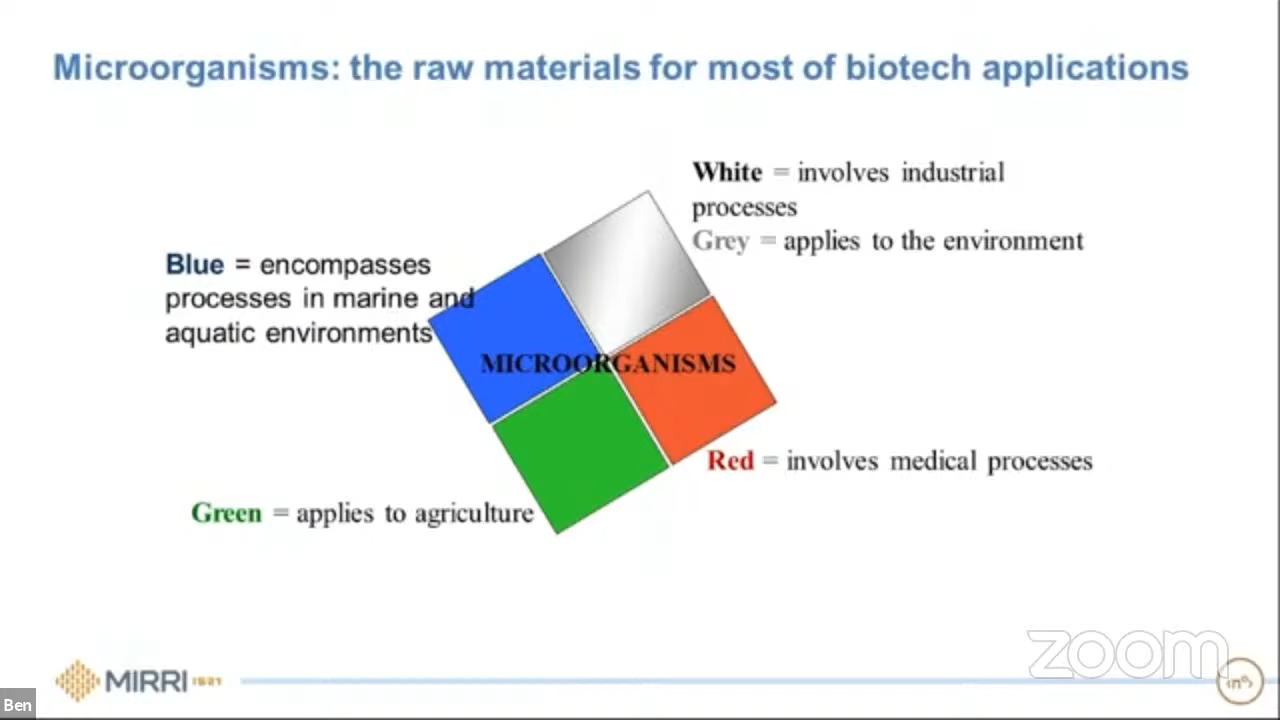 Microorganisms: the raw materials for most of biotech applications
White = involves industrial
processes
Grey = applies to the environment
Blue = encompasses
processes in marine and
aquatic environments
MICROORGANISMS
Red = involves medical processes
Green = applies to agriculture
zoom
MIRRI IS21
Ben